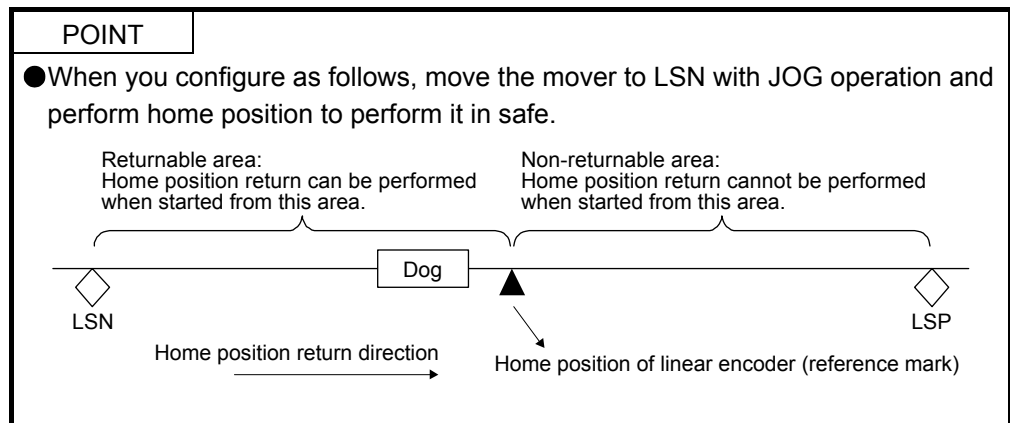 POINT
●When you configure as follows, move the mover to LSN with JOG operation and
perform home position to perform it in safe.
Returnable area:
Home position return can be performed
when started from this area.
Non-returnable area:
Home position return cannot be performed
when started from this area.
Dog
LSN
LSP
Home position return direction
Home position of linear encoder (reference mark)